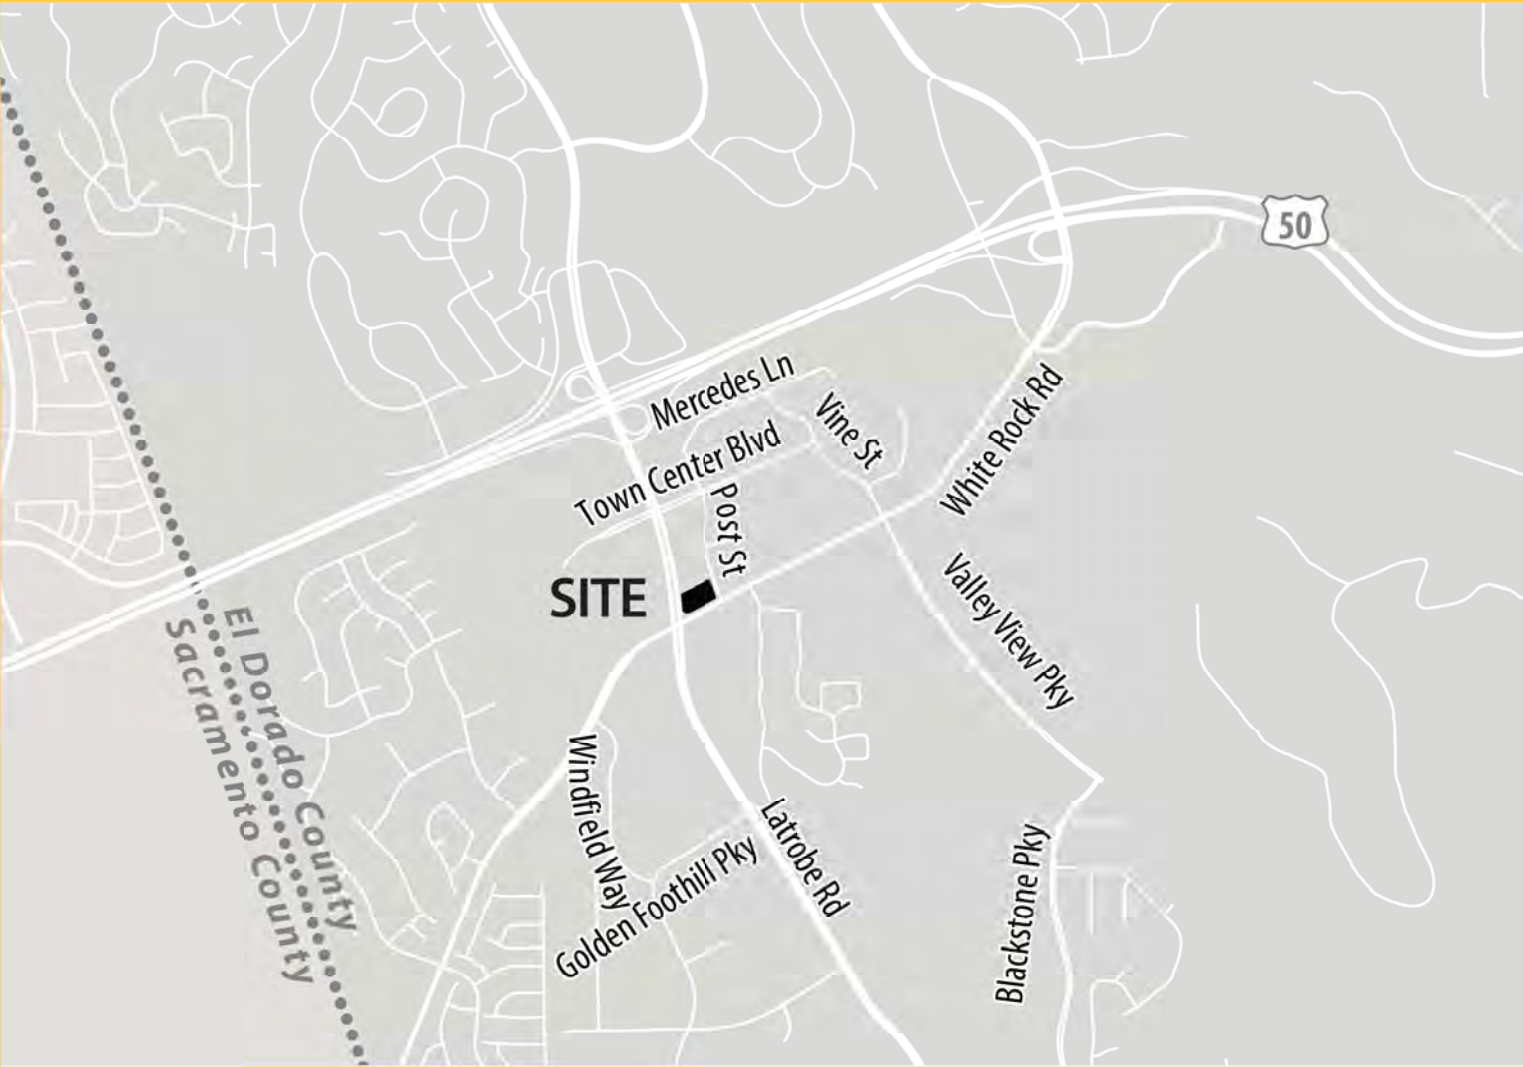 50
Mercedes Ln
Vine St
White Rock Rd
Town Center Blvd
Post St
SITE
Valley View Pky
El Dorado County
Sacramento County
Windfield Way
Latrobe Rd
Golden Foothill Pky
Blackstone Pky